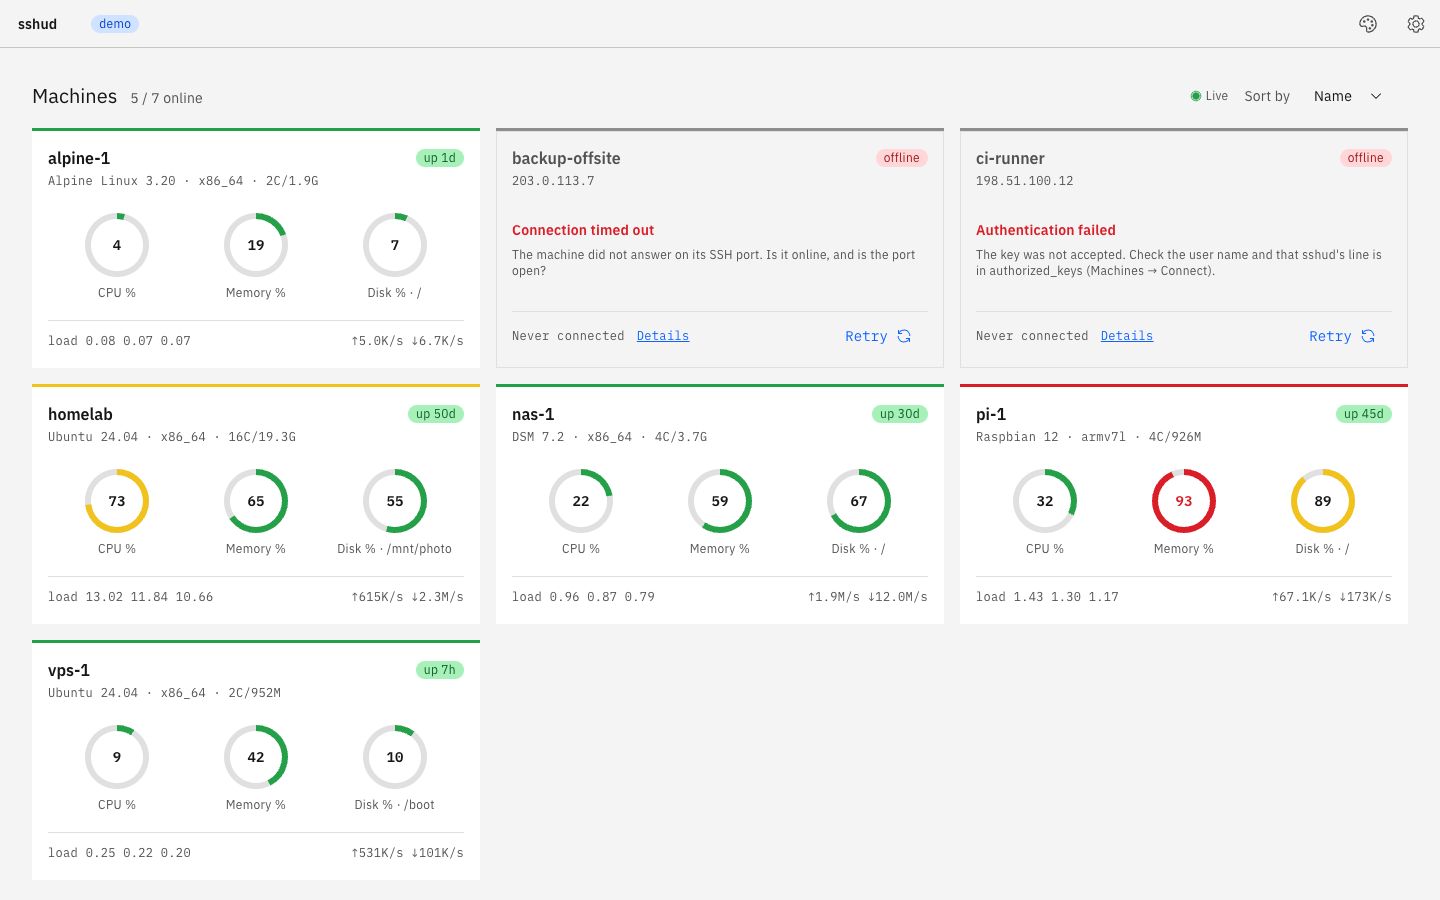 sshud demo
Machines 5 / 7 online
Live Sort by Name
alpine-1 up 1d
Alpine Linux 3.20 · x86_64 · 2C/1.9G
4 19 7
CPU % Memory % Disk % · /
load 0.08 0.07 0.07 ↑5.0K/s ↓6.7K/s
backup-offsite offline
203.0.113.7
Connection timed out
The machine did not answer on its SSH port. Is it online, and is the port
open?
Never connected Details Retry
ci-runner offline
198.51.100.12
Authentication failed
The key was not accepted. Check the user name and that sshud's line is
in authorized_keys (Machines → Connect).
Never connected Details Retry
homelab up 50d
Ubuntu 24.04 · x86_64 · 16C/19.3G
73 65 55
CPU % Memory % Disk % · /mnt/photo
load 13.02 11.84 10.66 ↑615K/s ↓2.3M/s
nas-1 up 30d
DSM 7.2 · x86_64 · 4C/3.7G
22 59 67
CPU % Memory % Disk % · /
load 0.96 0.87 0.79 ↑1.9M/s ↓12.0M/s
pi-1 up 45d
Raspbian 12 · armv7l · 4C/926M
32 93 89
CPU % Memory % Disk % · /
load 1.43 1.30 1.17 ↑67.1K/s ↓173K/s
vps-1 up 7h
Ubuntu 24.04 · x86_64 · 2C/952M
9 42 10
CPU % Memory % Disk % · /boot
load 0.25 0.22 0.20 ↑531K/s ↓101K/s